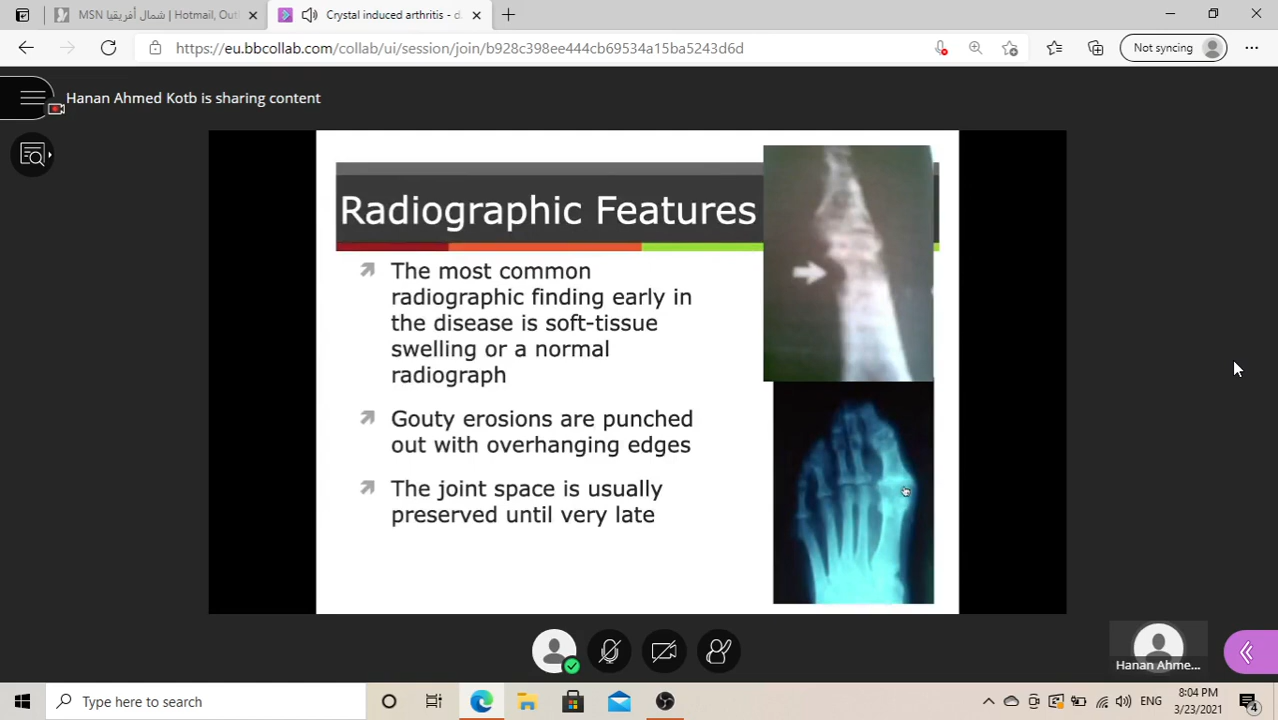 MSN شمال أفريقيا | Hotmail, Outl
Crystal induced arthritis - d
https://eu.bbcollab.com/collab/ui/session/join/b928c398ee444cb69534a15ba5243d6d
Not syncing
Hanan Ahmed Kotb is sharing content
Radiographic Features
The most common
radiographic finding early in
the disease is soft-tissue
swelling or a normal
radiograph
Gouty erosions are punched
out with overhanging edges
The joint space is usually
preserved until very late
Hanan Ahme...
Type here to search
ENG
8:04 PM
3/23/2021
4